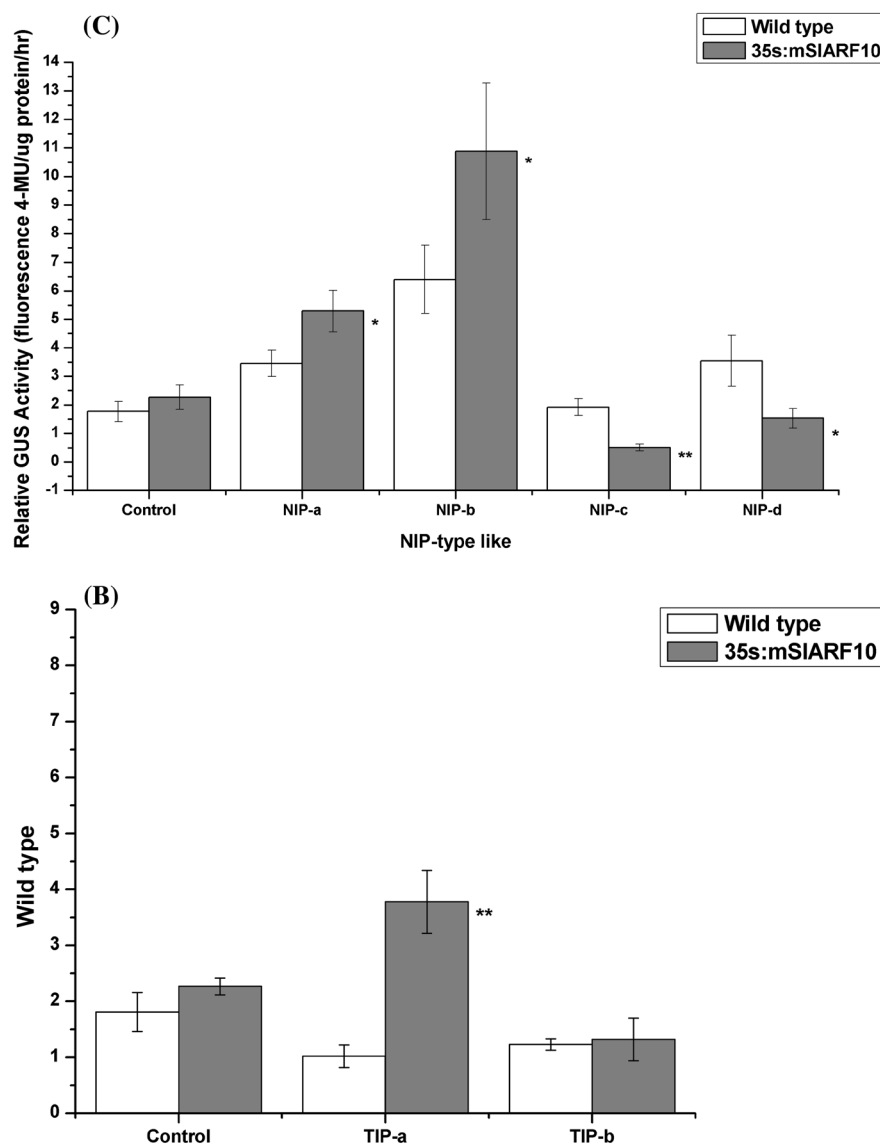 (C)
Wild type
35s:mSIARF10
Relative GUS Activity (fluorescence 4-MU/ug protein/hr)
14
13
12
11
10
9
8
7
6
5
4
3
2
1
0
-1
*
*
**
*
Control NIP-a NIP-b NIP-c NIP-d
NIP-type like
(B)
Wild type
35s:mSIARF10
Wild type
9
8
7
6
5
4
3
2
1
0
**
Control TIP-a TIP-b